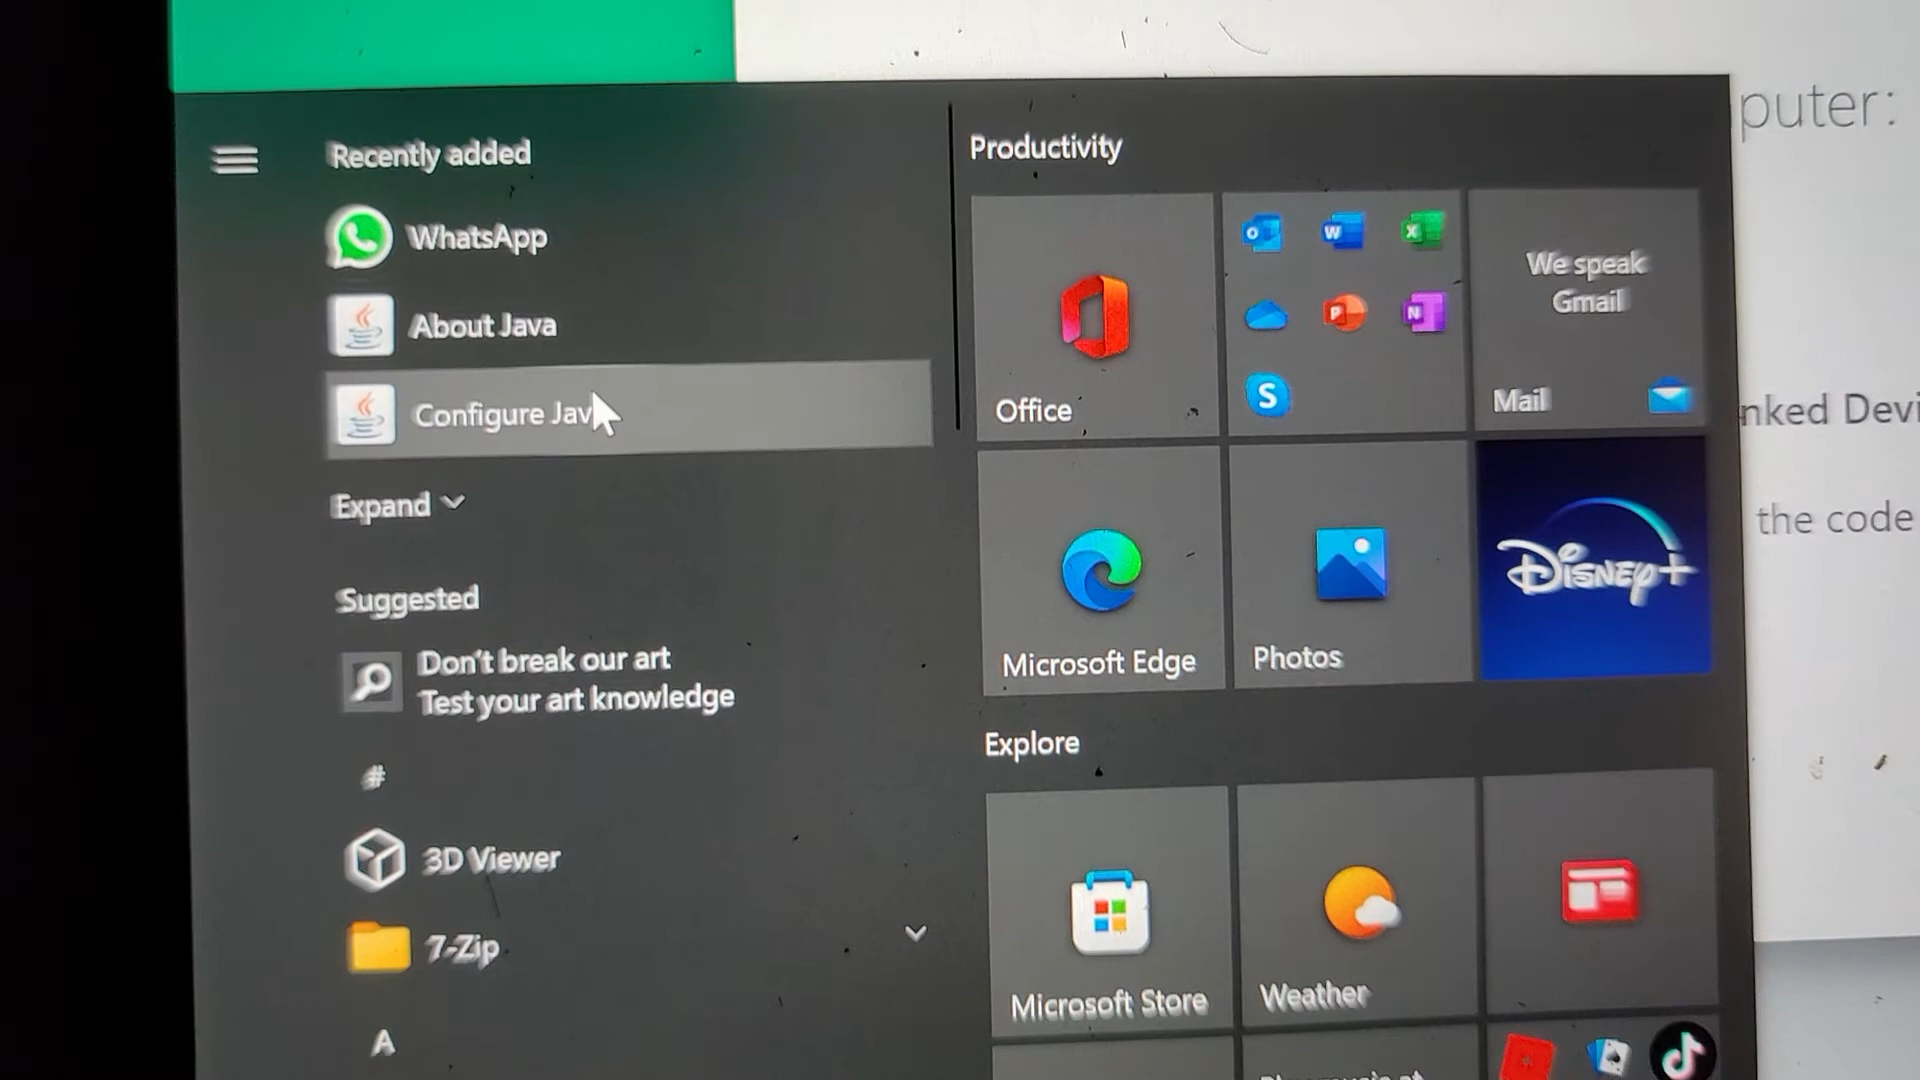 puter:
Recently added
WhatsApp
About Java
Configure Jav
Expand
Suggested
Don't break our art
Test your art knowledge
#
3D Viewer
7-Zip
A
Productivity
Office
O
W
X
P
N
S
We speak
Gmail
Mail
Microsoft Edge
Photos
Disney+
Explore
Microsoft Store
Weather
nked Devi
the code